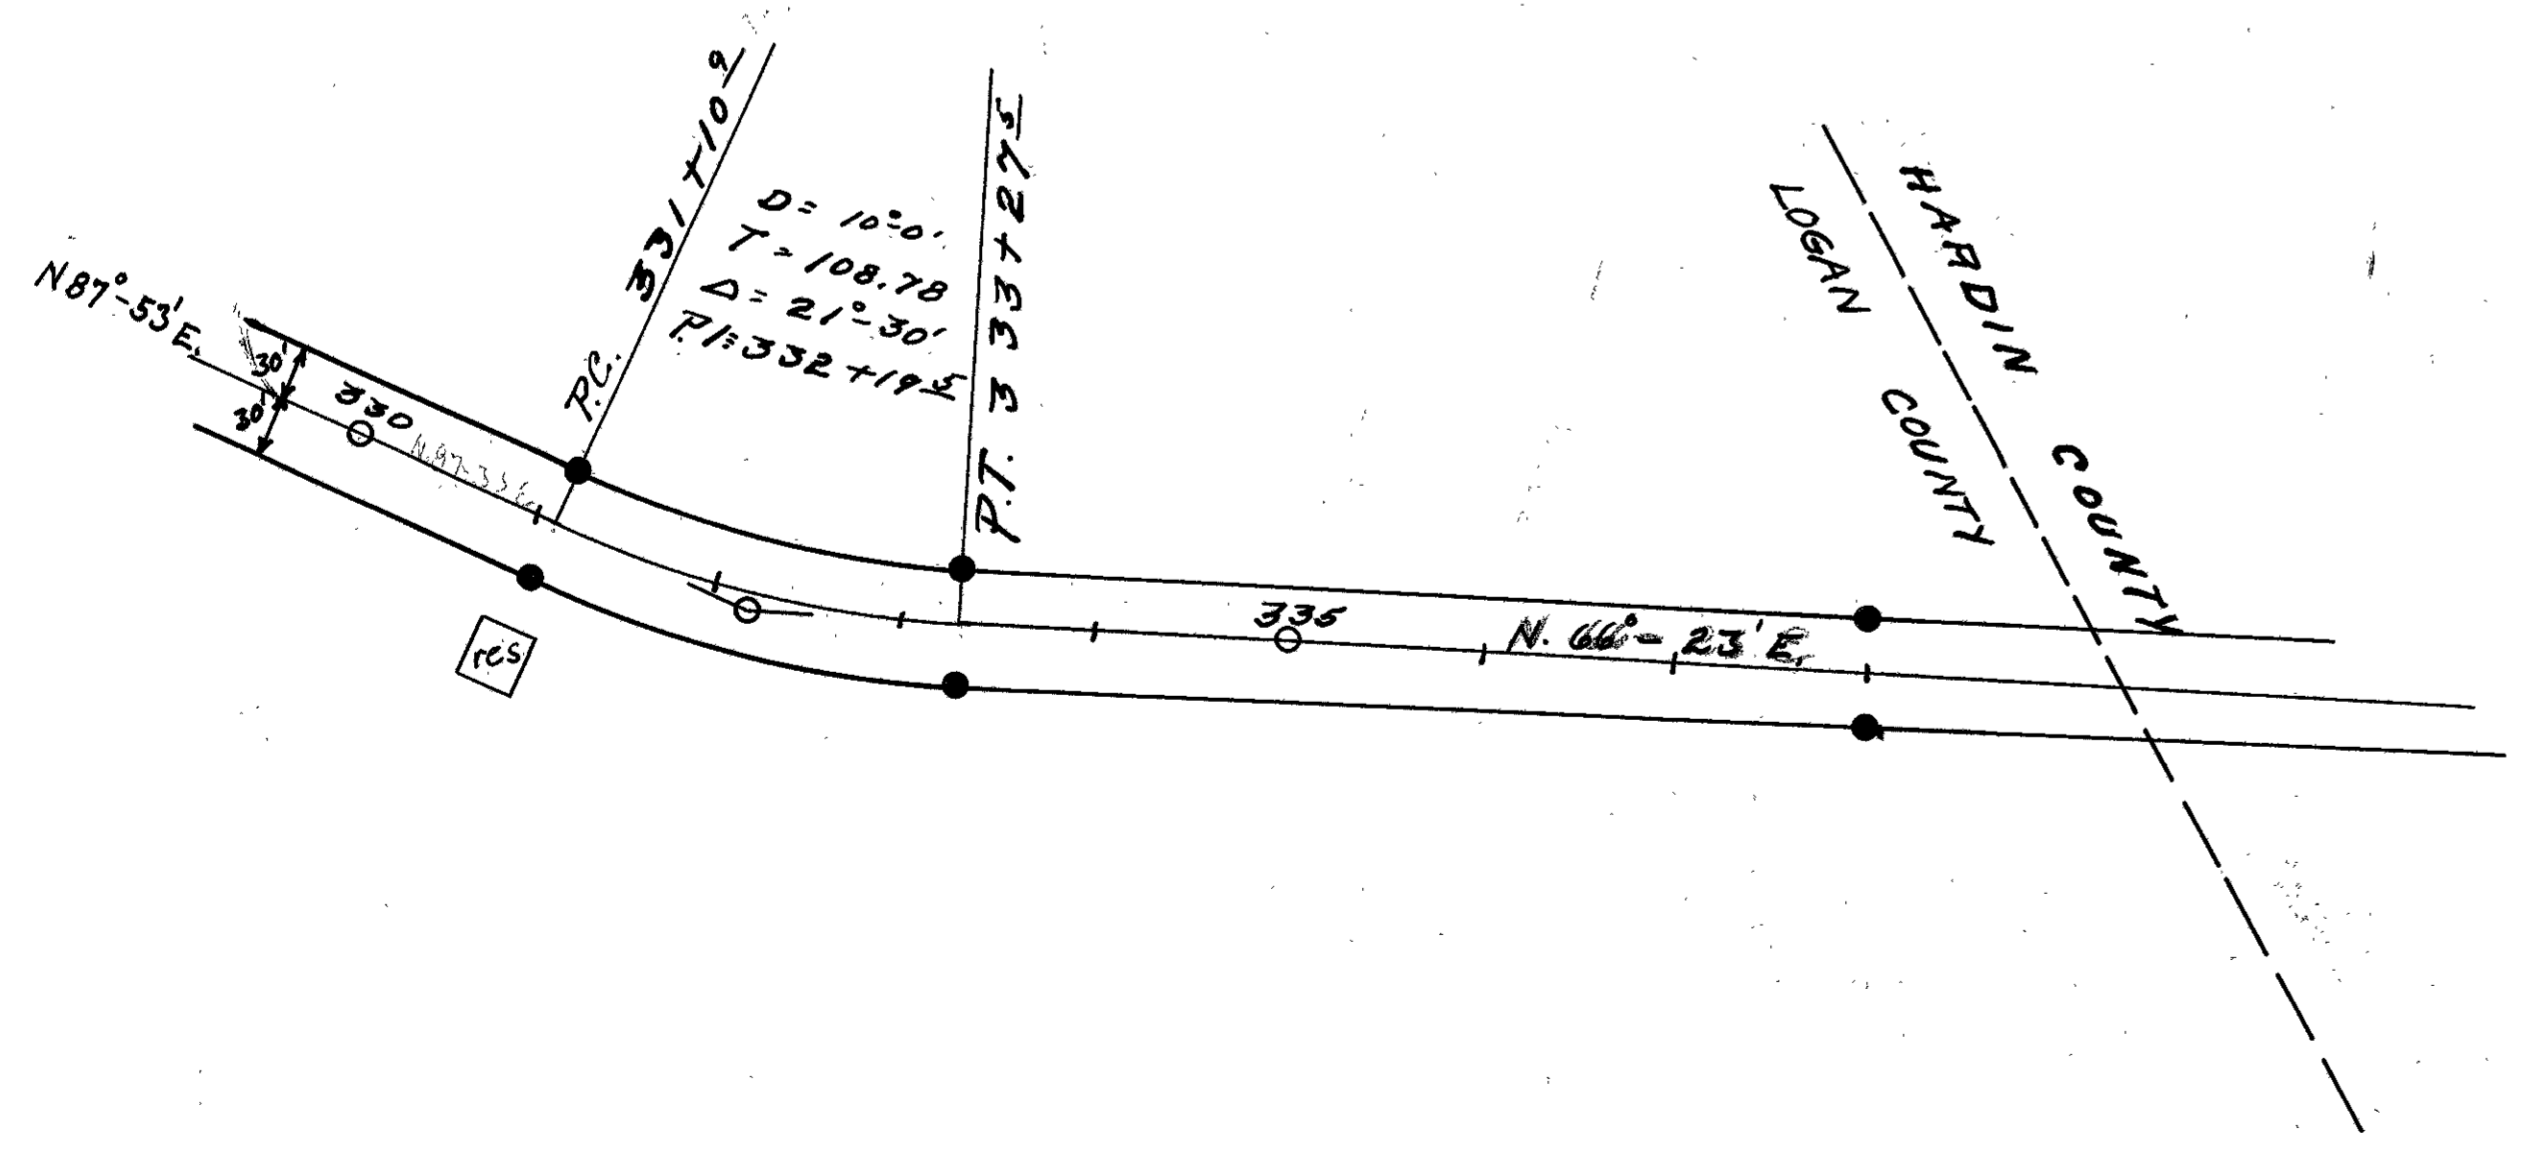 N 87°-53' E.
30'
30'
330
P.C. 331+10 9
D = 10°-0'
T = 108.78
Δ = 21°-30'
P.I. = 332+19 5
P.T. 333+27 5
res
335
N. 66°- 23' E.
LOGAN COUNTY
HARDIN COUNTY